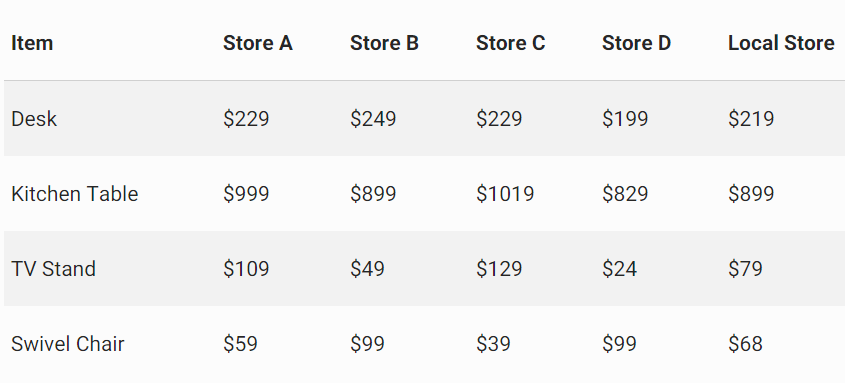 Item Store A Store B Store C Store D Local Store
Desk $229 $249 $229 $199 $219
Kitchen Table $999 $899 $1019 $829 $899
TV Stand $109 $49 $129 $24 $79
Swivel Chair $59 $99 $39 $99 $68